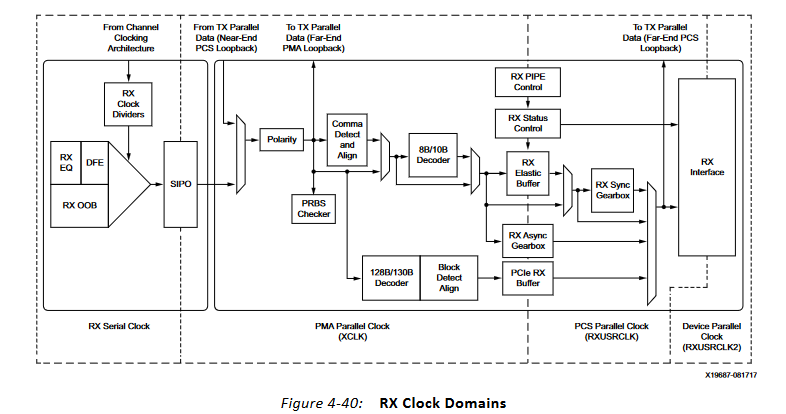 From Channel
Clocking
Architecture
From TX Parallel
Data (Near-End
PCS Loopback)
To TX Parallel
Data (Far-End
PMA Loopback)
To TX Parallel
Data (Far-End PCS
Loopback)
RX
Clock
Dividers
RX
EQ
DFE
RX OOB
SIPO
Polarity
PRBS
Checker
Comma
Detect
and
Align
8B/10B
Decoder
RX PIPE
Control
RX Status
Control
RX
Elastic
Buffer
RX Sync
Gearbox
RX Async
Gearbox
128B/130B
Decoder
Block
Detect
Align
PCIe RX
Buffer
RX
Interface
RX Serial Clock
PMA Parallel Clock
(XCLK)
PCS Parallel Clock
(RXUSRCLK)
Device Parallel
Clock
(RXUSRCLK2)
X19687-081717
Figure 4-40: RX Clock Domains